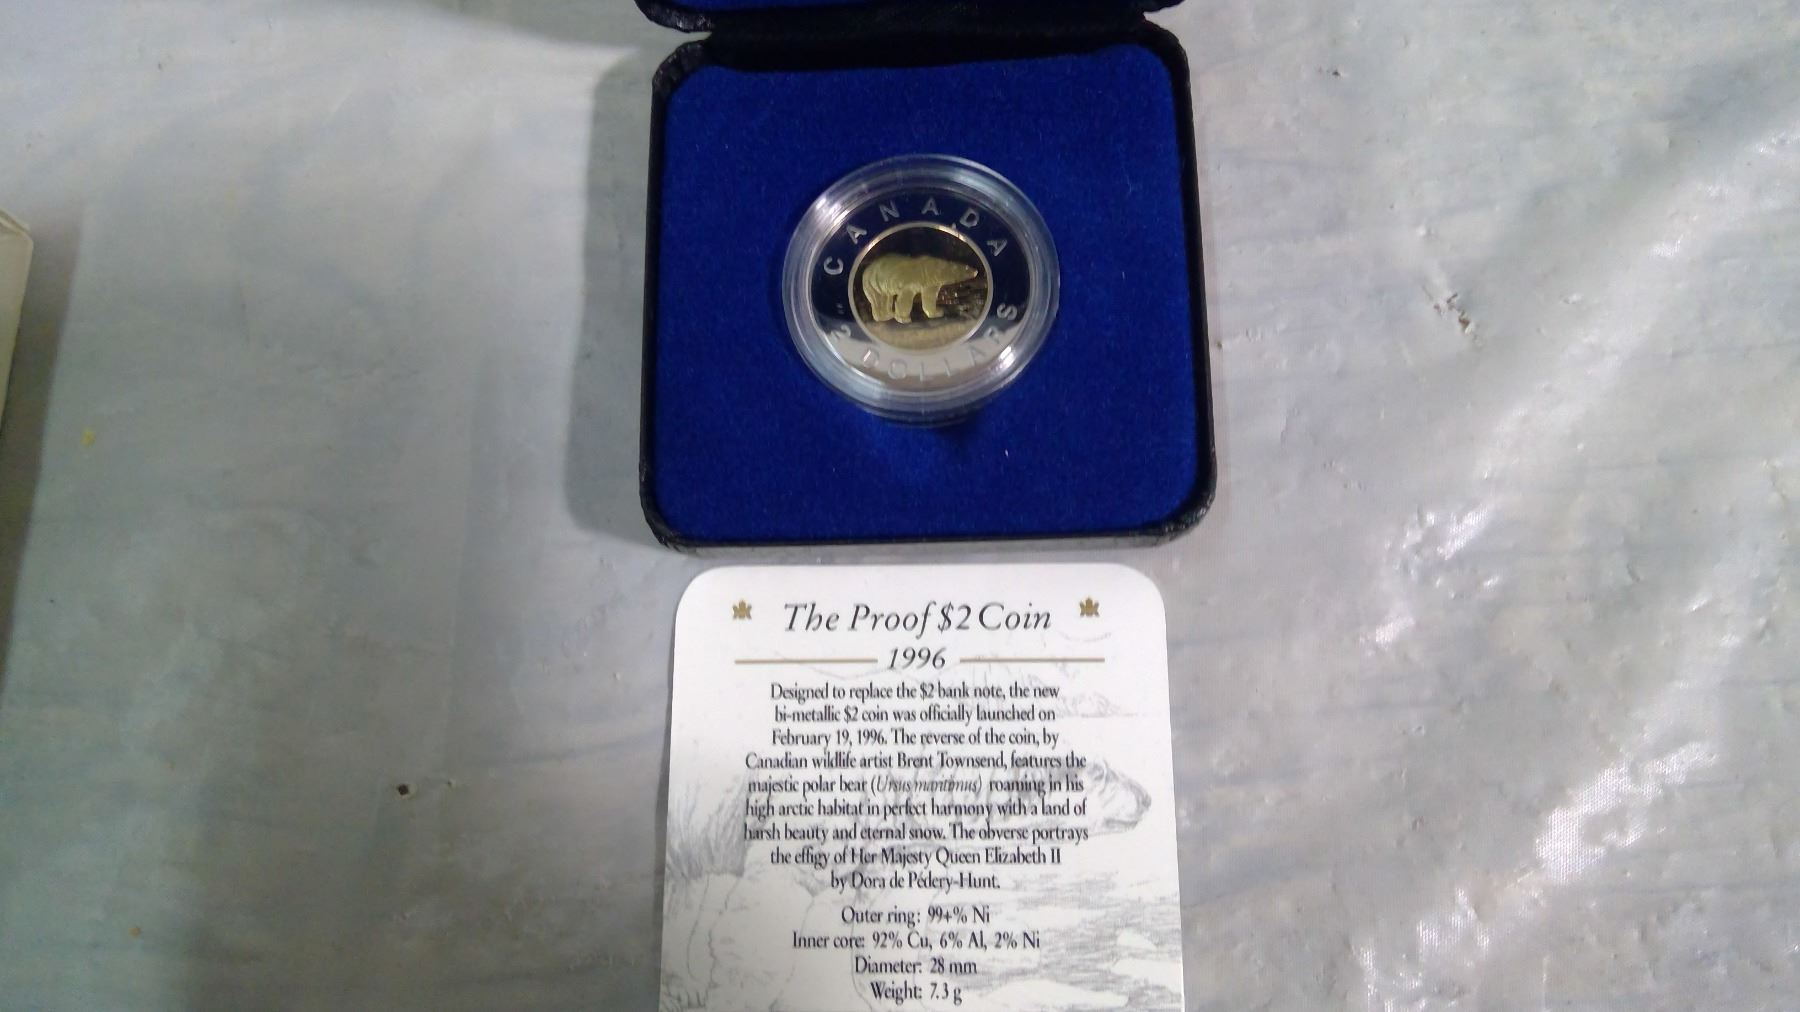 CANADA
2 DOLLARS
The Proof $2 Coin
1996
Designed to replace the $2 bank note, the new
bi-metallic $2 coin was officially launched on
February 19, 1996. The reverse of the coin, by
Canadian wildlife artist Brent Townsend, features the
majestic polar bear (Ursus maritimus) roaming in his
high arctic habitat in perfect harmony with a land of
harsh beauty and eternal snow. The obverse portrays
the effigy of Her Majesty Queen Elizabeth II
by Dora de Pédery-Hunt.
Outer ring: 99+% Ni
Inner core: 92% Cu, 6% Al, 2% Ni
Diameter: 28 mm
Weight: 7.3 g